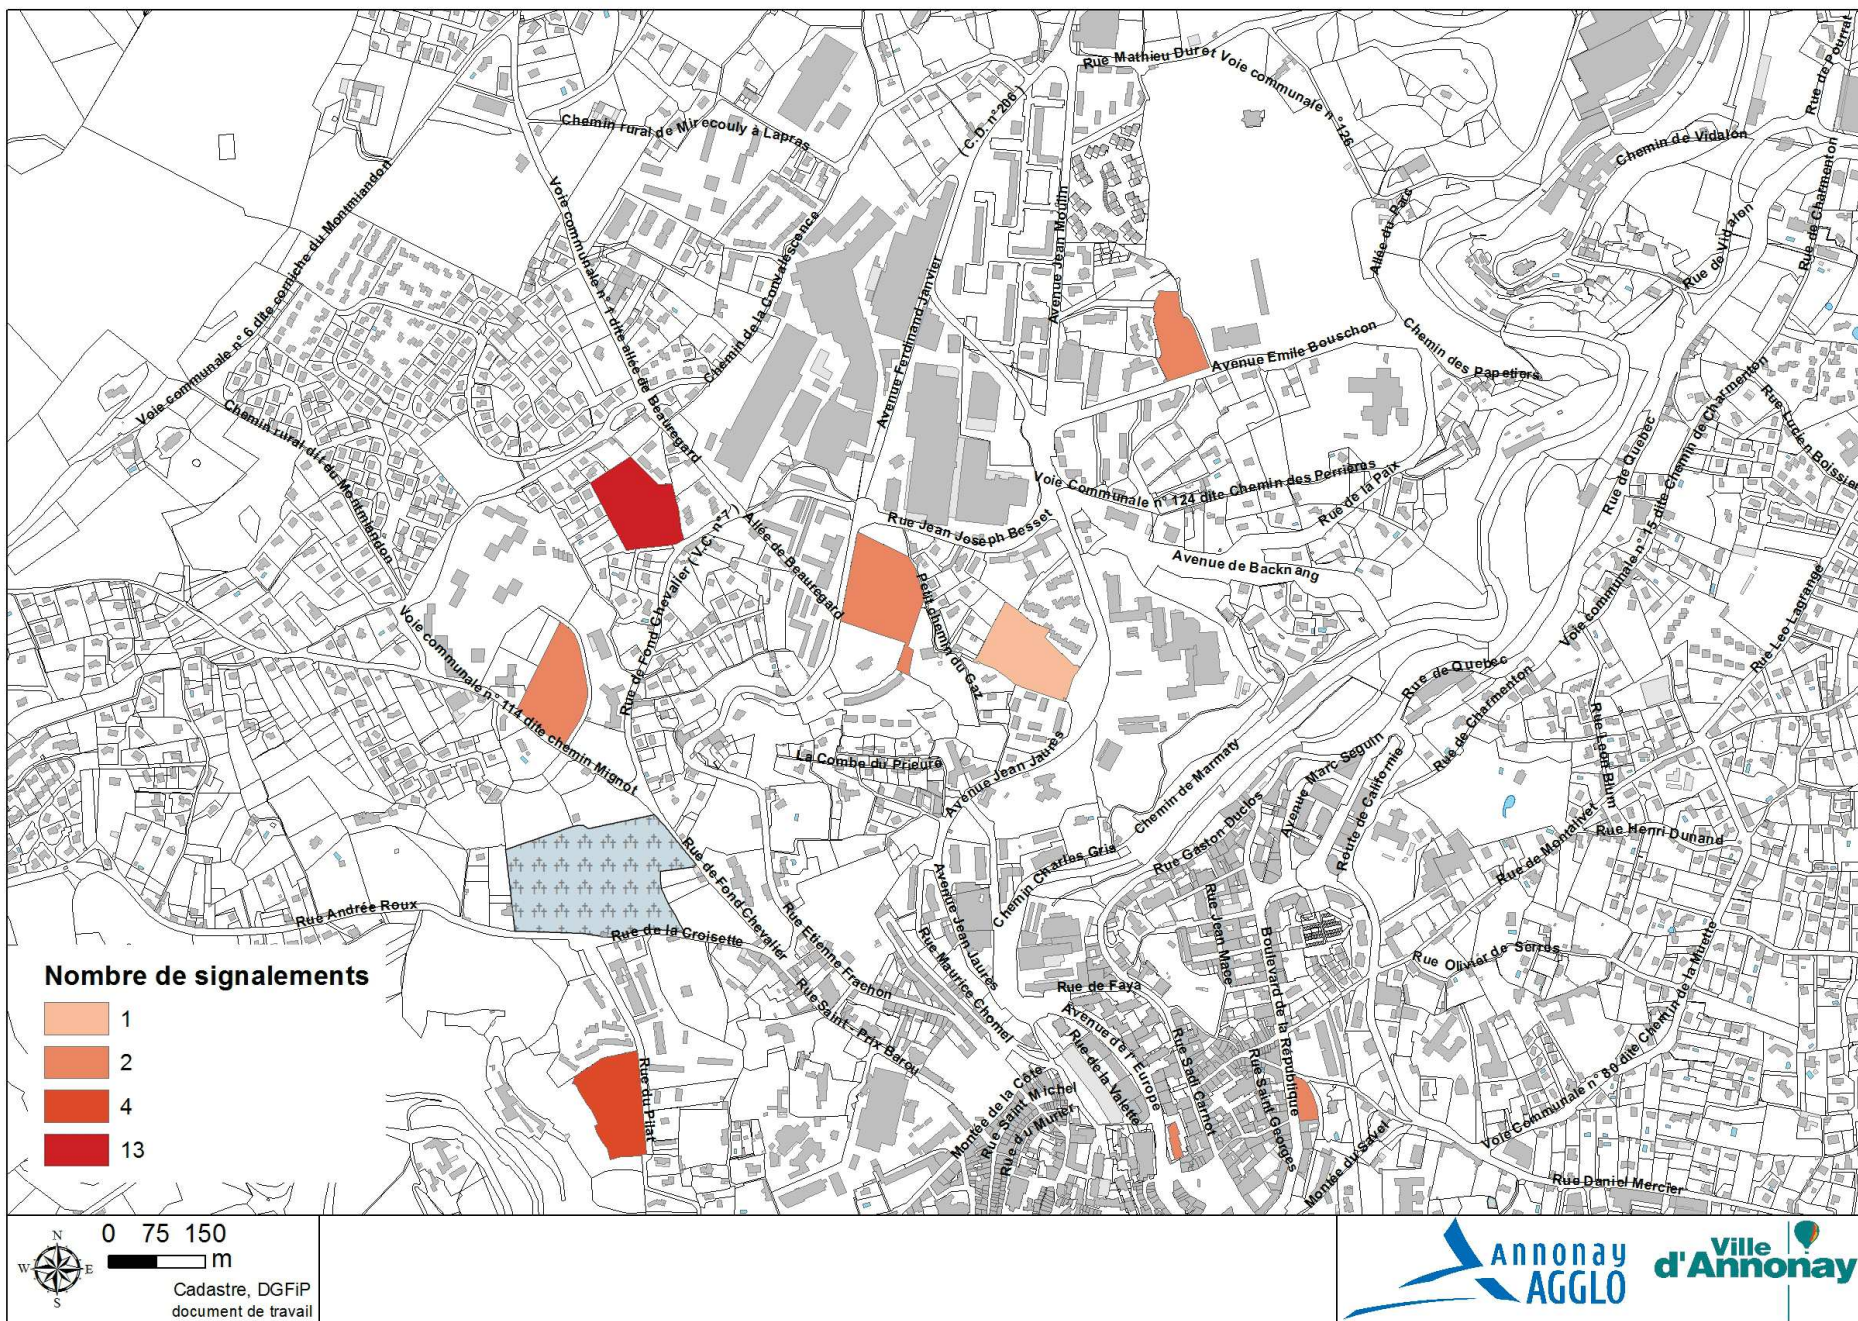 Rue Mathieu Duret Voie communale n°126
Rue de Pourrat
Chemin rural de Mirecouly à Lapras
(C.D. n°206)
Chemin de Vidalon
Rue de Charmenton
Voie communale n° 6 dite corniche du Montmiandon
Voie communale n° 1 dite allée de Beauregard
Chemin de la Convalescence
Avenue Ferdinand Janvier
Avenue Jean Moulin
Allée du Parc
Rue de Vidalon
Avenue Emile Bouschon
Chemin des Papetiers
Chemin rural dit du Montmiandon
Rue de Quebec
Voie communale n° 15 dite Chemin de Charmenton
Rue Lucien Boissier
Voie Communale n° 124 dite Chemin des Perrières
Rue de la Paix
Rue Jean Joseph Besset
Allée de Beauregard
Avenue de Backnang
Rue de Fond Chevalier (V.C. n°7)
Petit chemin du Gaz
Voie communale n° 114 dite chemin Mignot
Rue Leo Lagrange
Rue de Quebec
Rue de Charmenton
Rue Leon Blum
La Combe du Prieuré
Avenue Jean Jaurès
Chemin de Marmaty
Avenue Marc Seguin
Route de Californie
Rue Gaston Duclos
Rue de Montalivet
Rue Henri Dunand
Chemin Charles Gris
Rue de Fond Chevalier
Avenue Jean Jaurès
Rue Jean Macé
Rue Andrée Roux
Rue de la Croisette
Rue Etienne Frachon
Rue Maurice Chomel
Boulevard de la République
Rue Olivier de Serres
Rue Saint - Prix Barou
Rue de Faya
Avenue de l' Europe
Rue de la Valette
Rue Sadi Carnot
Rue Saint Georges
Voie Communale n° 80 dite Chemin de la Muette
Rue du Pilat
Montée de la Côte
Rue Saint Michel
Rue du Murier
Montée du Savel
Rue Daniel Mercier
Nombre de signalements
1
2
4
13
N
W E
S
0 75 150
m
Cadastre, DGFiP
document de travail
ANNONAY
AGGLO
Ville
d'Annonay